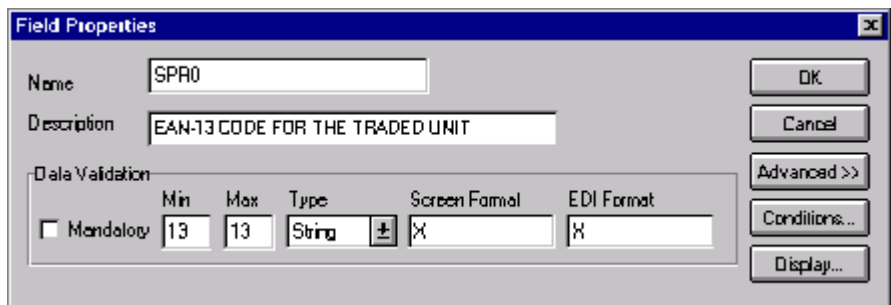 Field Properties
Name SPR0 OK
Description EAN-13 CODE FOR THE TRADED UNIT Cancel
Data Validation Advanced >>
Min Max Type Screen Format EDI Format
Mandatory 13 13 String X X Conditions...
Display...